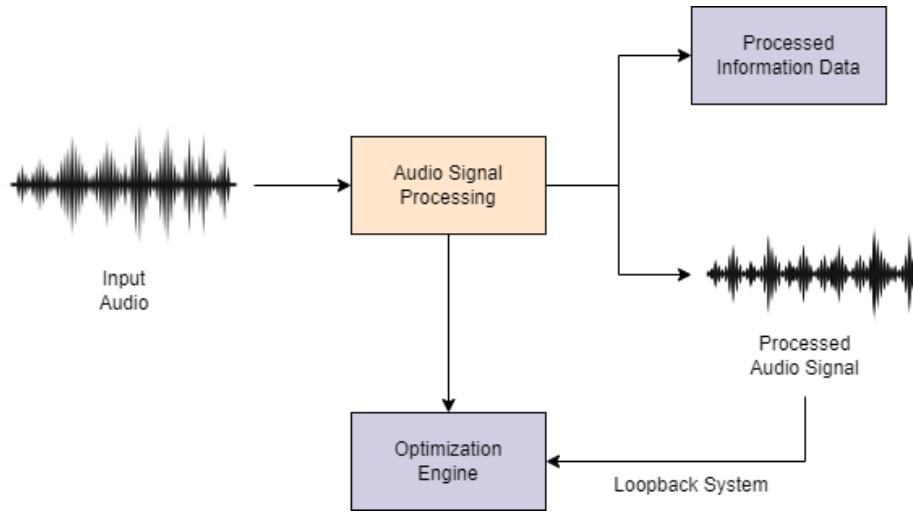 Processed
Information Data
Audio Signal
Processing
Input
Audio
Processed
Audio Signal
Optimization
Engine
Loopback System